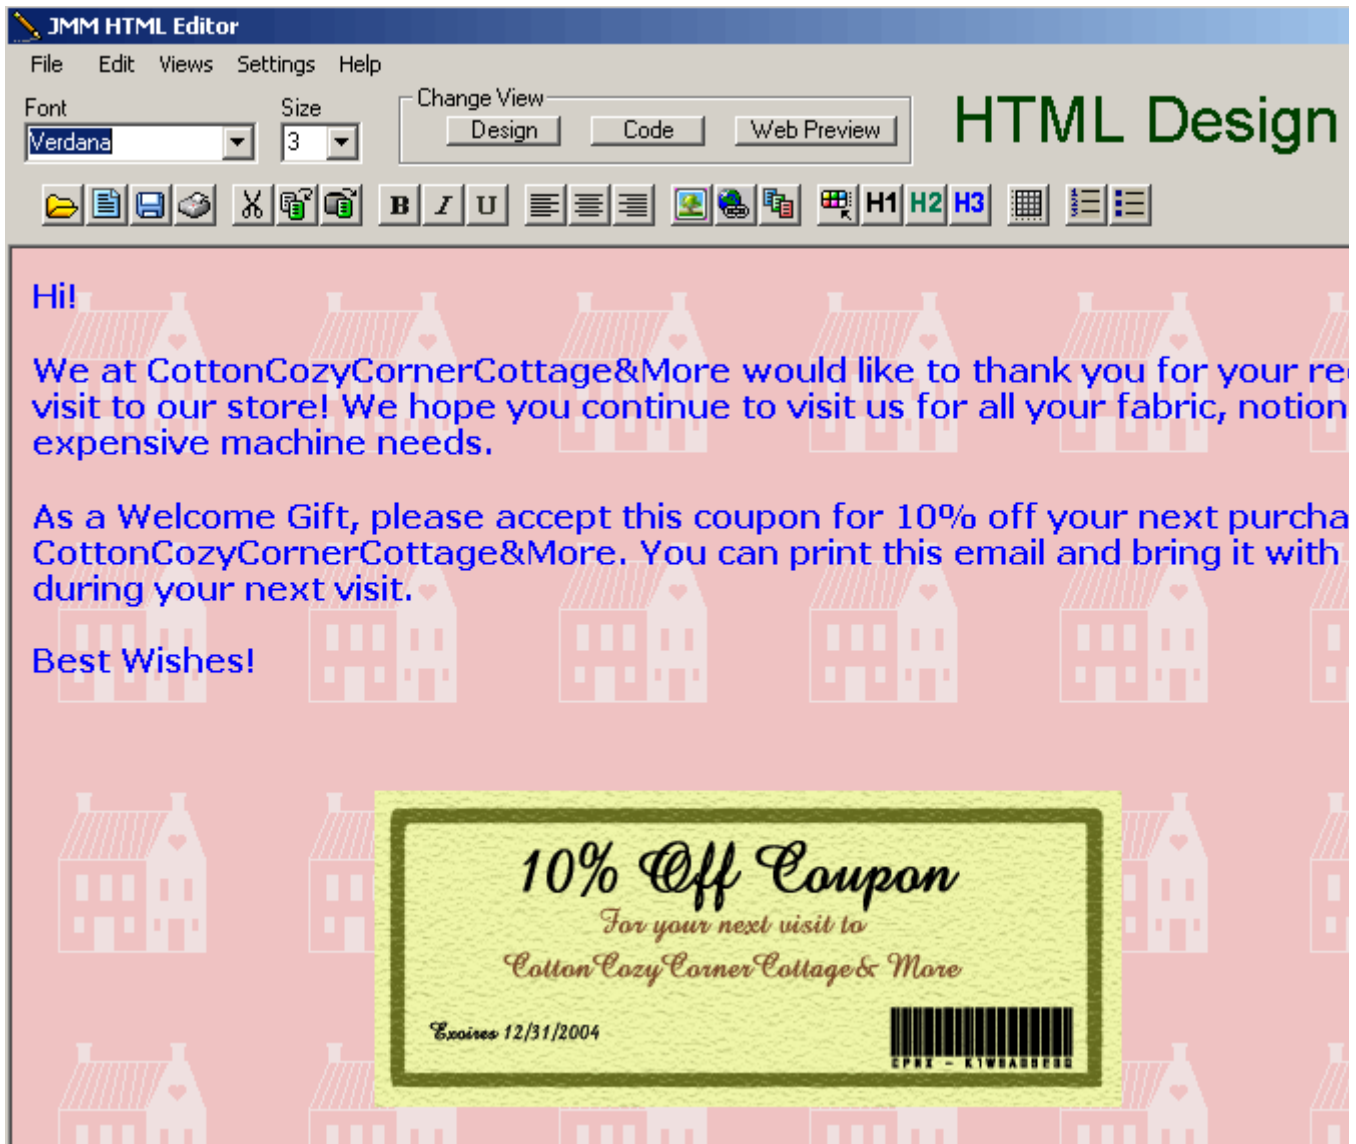 JMM HTML Editor
File Edit Views Settings Help
Font Size Change View
Verdana 3 Design Code Web Preview
HTML Design
B I U H1 H2 H3
Hi!
We at CottonCozyCornerCottage&More would like to thank you for your
visit to our store! We hope you continue to visit us for all your fabric, notion
expensive machine needs.
As a Welcome Gift, please accept this coupon for 10% off your next purcha
CottonCozyCornerCottage&More. You can print this email and bring it with
during your next visit.
Best Wishes!
10% Off Coupon
For your next visit to
CottonCozyCornerCottage& More
Expires 12/31/2004